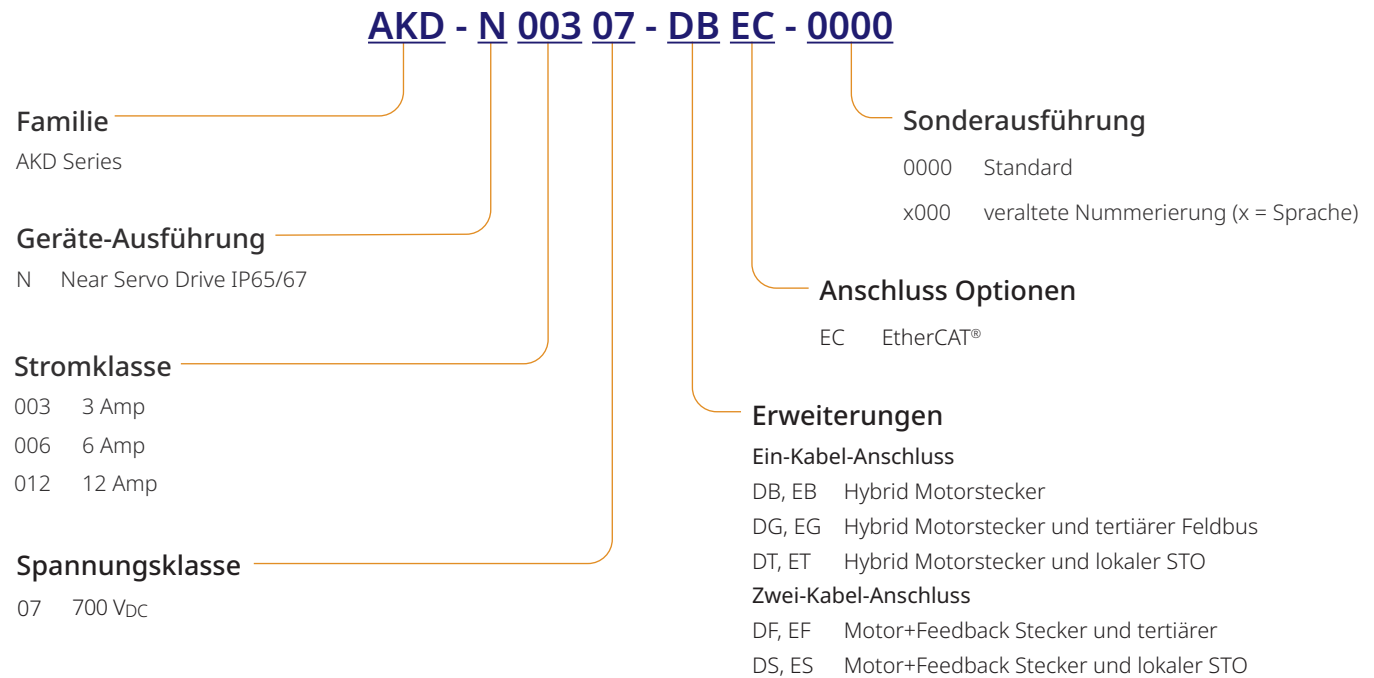 AKD - N 003 07 - DB EC - 0000
Familie
AKD Series
Geräte-Ausführung
N Near Servo Drive IP65/67
Stromklasse
003 3 Amp
006 6 Amp
012 12 Amp
Spannungsklasse
07 700 VDC
Sonderausführung
0000 Standard
x000 veraltete Nummerierung (x = Sprache)
Anschluss Optionen
EC EtherCAT®
Erweiterungen
Ein-Kabel-Anschluss
DB, EB Hybrid Motorstecker
DG, EG Hybrid Motorstecker und tertiärer Feldbus
DT, ET Hybrid Motorstecker und lokaler STO
Zwei-Kabel-Anschluss
DF, EF Motor+Feedback Stecker und tertiärer
DS, ES Motor+Feedback Stecker und lokaler STO